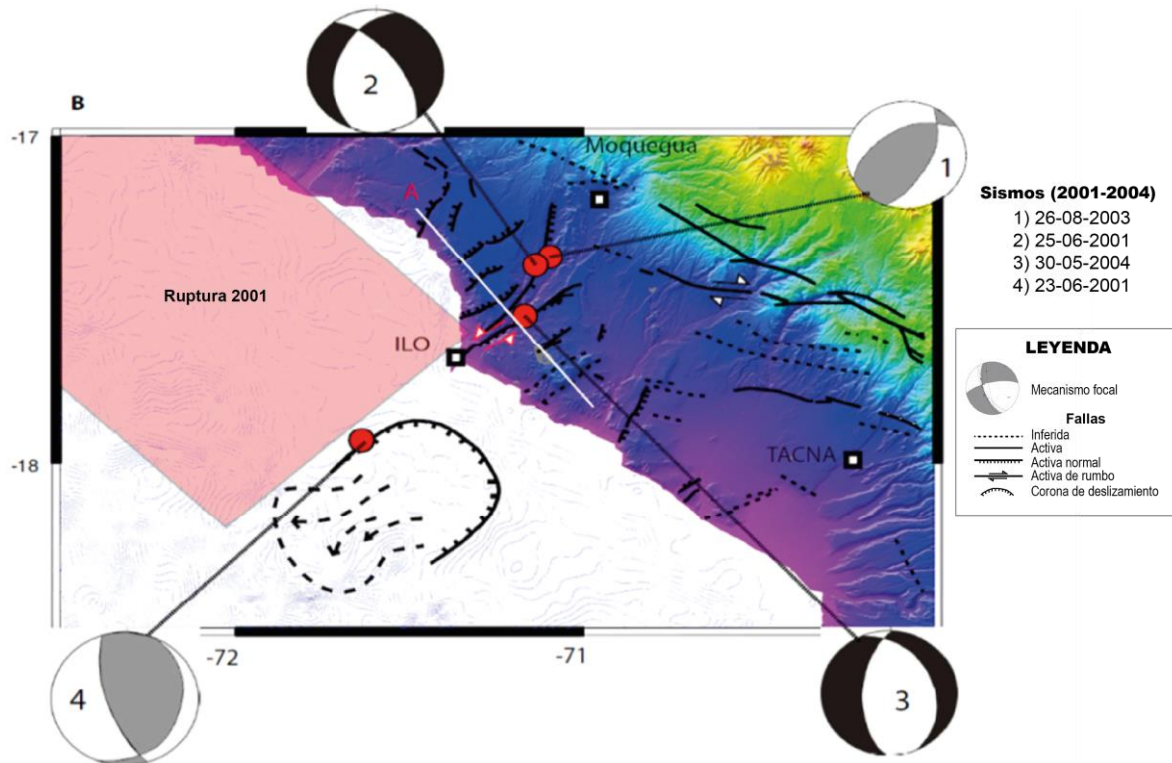 2
B
-17
Moquegua
1
A
Ruptura 2001
ILO
TACNA
-18
-72
-71
4
3
Sismos (2001-2004)
1) 26-08-2003
2) 25-06-2001
3) 30-05-2004
4) 23-06-2001
LEYENDA
Mecanismo focal
Fallas
Inferida
Activa
Activa normal
Activa de rumbo
Corona de deslizamiento